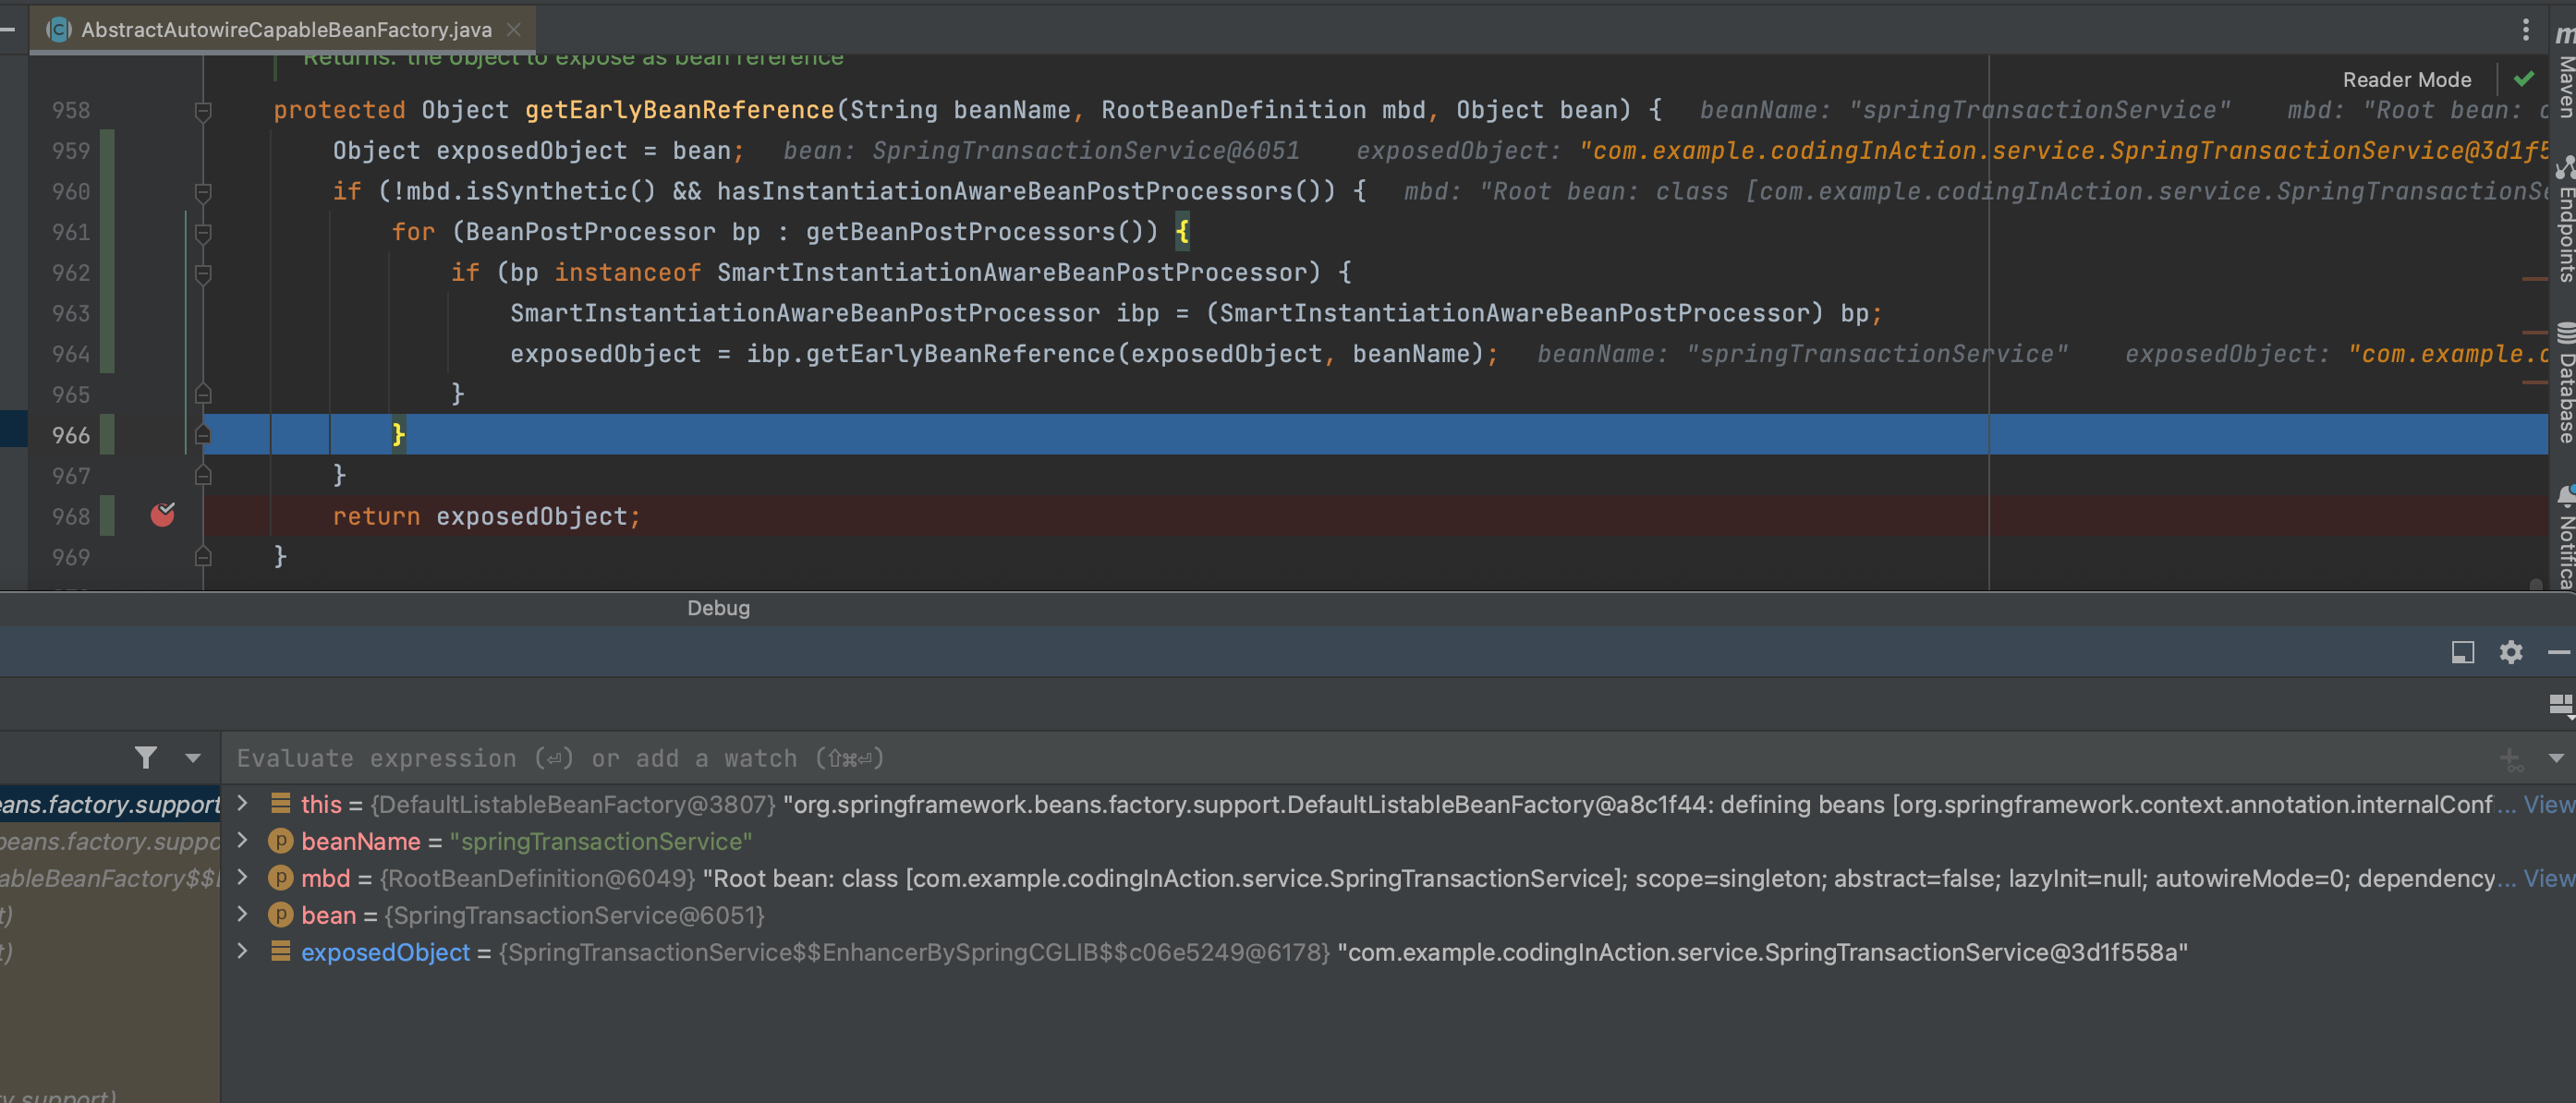 AbstractAutowireCapableBeanFactory.java
Returns: the object to expose as bean reference
Reader Mode
958 protected Object getEarlyBeanReference(String beanName, RootBeanDefinition mbd, Object bean) { beanName: "springTransactionService" mbd: "Root bean: c
959 Object exposedObject = bean; bean: SpringTransactionService@6051 exposedObject: "com.example.codingInAction.service.SpringTransactionService@3d1f5
960 if (!mbd.isSynthetic() && hasInstantiationAwareBeanPostProcessors()) { mbd: "Root bean: class [com.example.codingInAction.service.SpringTransactionSe
961 for (BeanPostProcessor bp : getBeanPostProcessors()) {
962 if (bp instanceof SmartInstantiationAwareBeanPostProcessor) {
963 SmartInstantiationAwareBeanPostProcessor ibp = (SmartInstantiationAwareBeanPostProcessor) bp;
964 exposedObject = ibp.getEarlyBeanReference(exposedObject, beanName); beanName: "springTransactionService" exposedObject: "com.example.c
965 }
966 }
967 }
968 return exposedObject;
969 }
Maven
Endpoints
Database
Notifica
Debug
Evaluate expression (⏎) or add a watch (⇧⌘⏎)
eans.factory.support
beans.factory.suppo
ableBeanFactory$$
t)
t)
ry.support)
this = {DefaultListableBeanFactory@3807} "org.springframework.beans.factory.support.DefaultListableBeanFactory@a8c1f44: defining beans [org.springframework.context.annotation.internalConf... View
beanName = "springTransactionService"
mbd = {RootBeanDefinition@6049} "Root bean: class [com.example.codingInAction.service.SpringTransactionService]; scope=singleton; abstract=false; lazyInit=null; autowireMode=0; dependency... View
bean = {SpringTransactionService@6051}
exposedObject = {SpringTransactionService$$EnhancerBySpringCGLIB$$c06e5249@6178} "com.example.codingInAction.service.SpringTransactionService@3d1f558a"